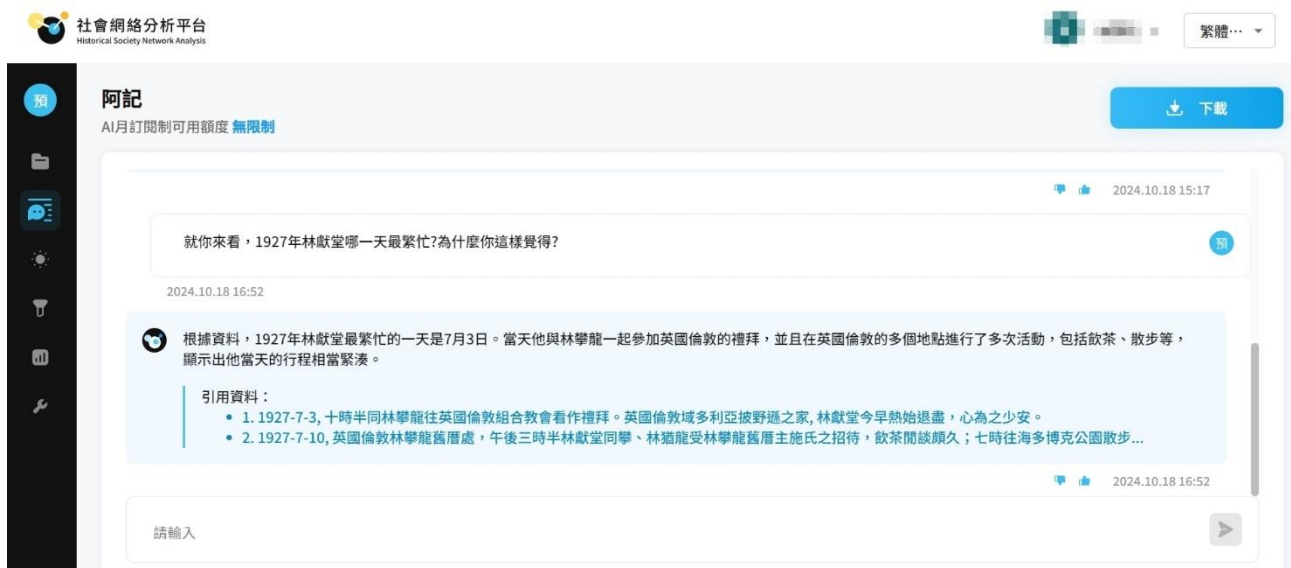 社會網絡分析平台
Historical Society Network Analysis
繁體…
預
阿記
AI月訂閱制可用額度 無限制
下載
2024.10.18 15:17
就你來看，1927年林獻堂哪一天最繁忙?為什麼你這樣覺得?
預
2024.10.18 16:52
根據資料，1927年林獻堂最繁忙的一天是7月3日。當天他與林攀龍一起參加英國倫敦的禮拜，並且在英國倫敦的多個地點進行了多次活動，包括飲茶、散步等，
顯示出他當天的行程相當緊湊。
引用資料：
1. 1927-7-3, 十時半同林攀龍往英國倫敦組合教會看作禮拜。英國倫敦域多利亞披野遜之家, 林獻堂今早熱始退盡，心為之少安。
2. 1927-7-10, 英國倫敦林攀龍舊厝處，午後三時半林獻堂同攀、林猶龍受林攀龍舊厝主施氏之招待，飲茶閒談頗久；七時往海多博克公園散步...
2024.10.18 16:52
請輸入